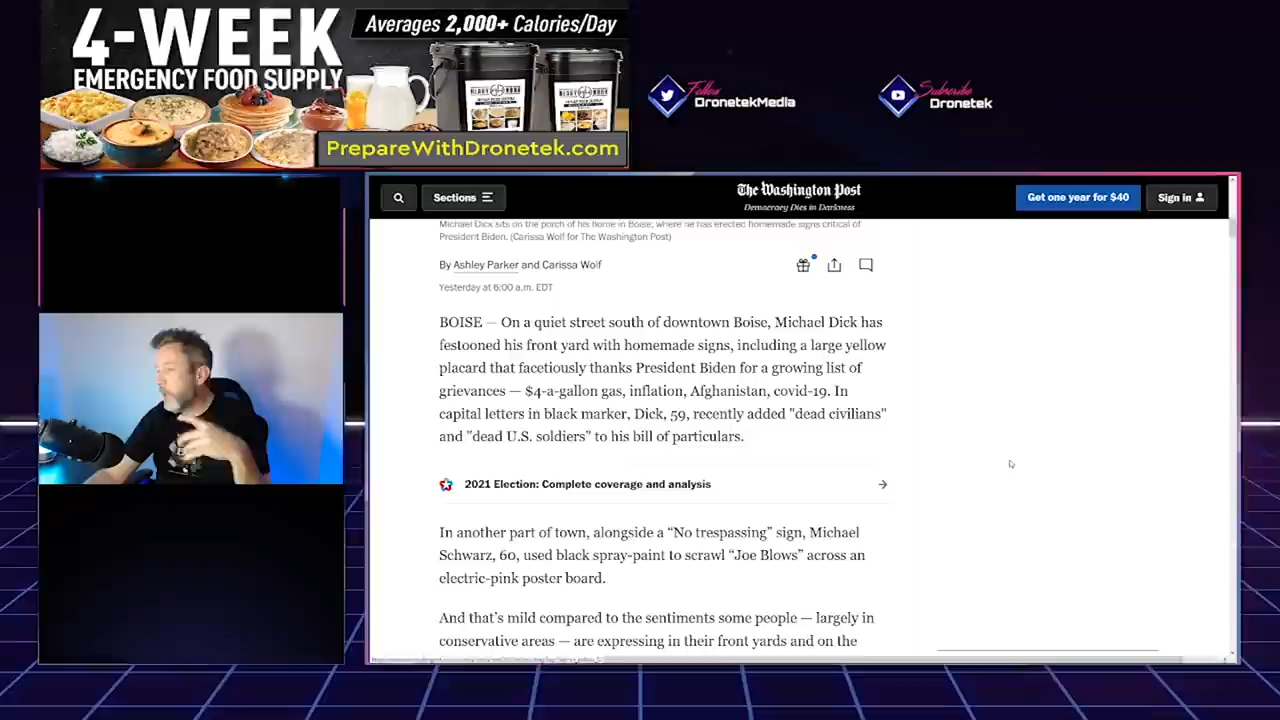 4-WEEK
EMERGENCY FOOD SUPPLY
Averages 2,000+ Calories/Day
PrepareWithDronetek.com
Follow
DronetekMedia
Subscribe
Dronetek
Sections
The Washington Post
Democracy Dies in Darkness
Get one year for $40
Sign in
Michael Dick sits on the porch of his home in Boise, where he has erected homemade signs critical of
President Biden. (Carissa Wolf for The Washington Post)
By Ashley Parker and Carissa Wolf
Yesterday at 6:00 a.m. EDT
BOISE — On a quiet street south of downtown Boise, Michael Dick has
festooned his front yard with homemade signs, including a large yellow
placard that facetiously thanks President Biden for a growing list of
grievances — $4-a-gallon gas, inflation, Afghanistan, covid-19. In
capital letters in black marker, Dick, 59, recently added "dead civilians"
and "dead U.S. soldiers” to his bill of particulars.
2021 Election: Complete coverage and analysis
In another part of town, alongside a “No trespassing” sign, Michael
Schwarz, 60, used black spray-paint to scrawl “Joe Blows” across an
electric-pink poster board.
And that’s mild compared to the sentiments some people — largely in
conservative areas — are expressing in their front yards and on the